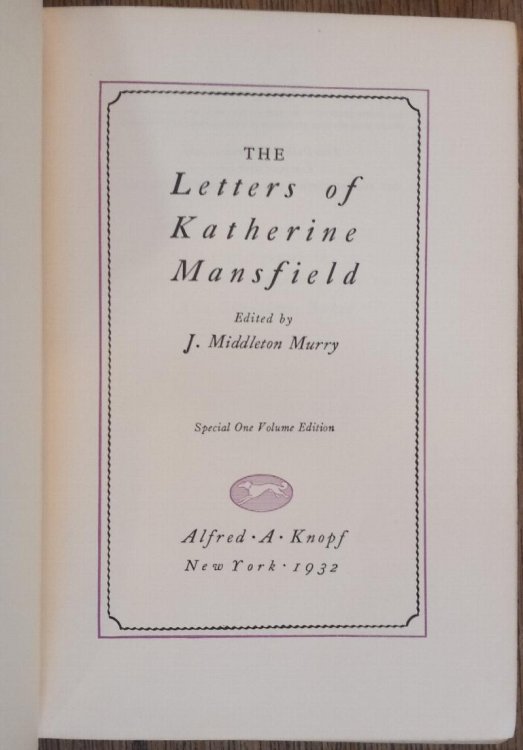 THE
Letters of
Katherine
Mansfield
Edited by
J. Middleton Murry
Special One Volume Edition
Alfred · A · Knopf
New York · 1932